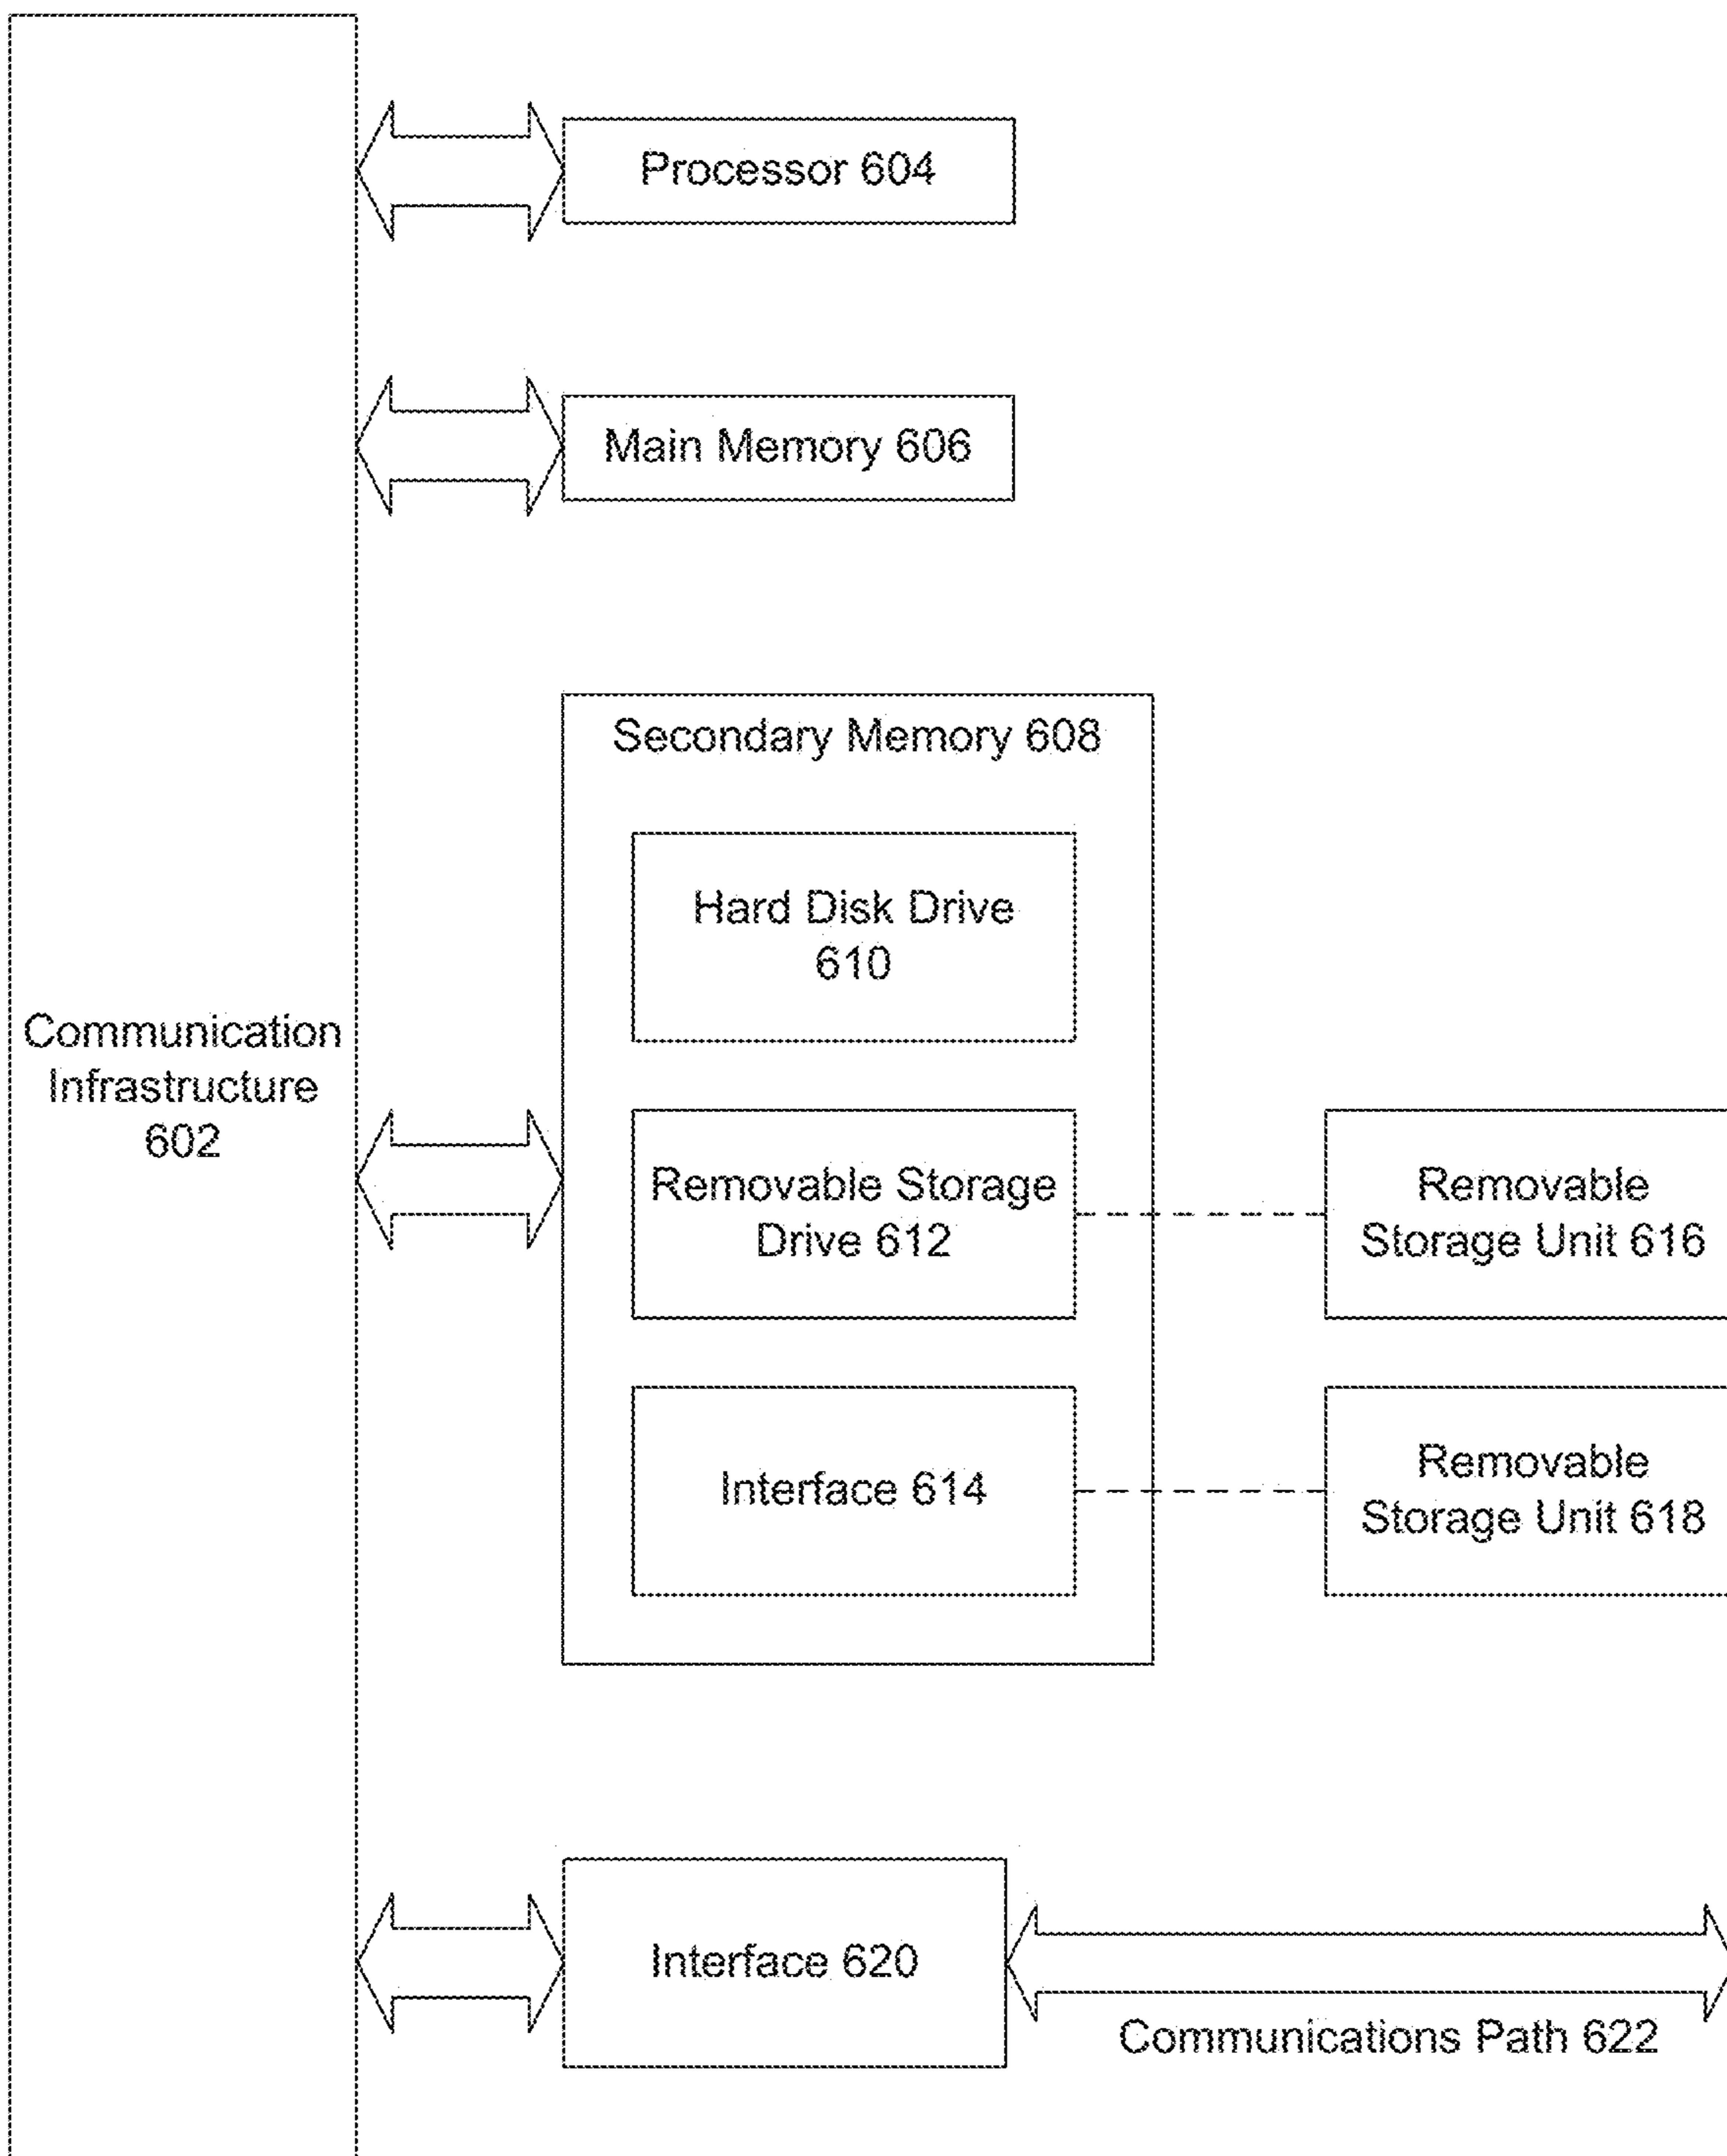 Processor 604
Main Memory 606
Secondary Memory 608
Hard Disk Drive
610
Communication
Infrastructure
602
Removable Storage
Drive 612
Removable
Storage Unit 616
Interface 614
Removable
Storage Unit 618
Interface 620
Communications Path 622